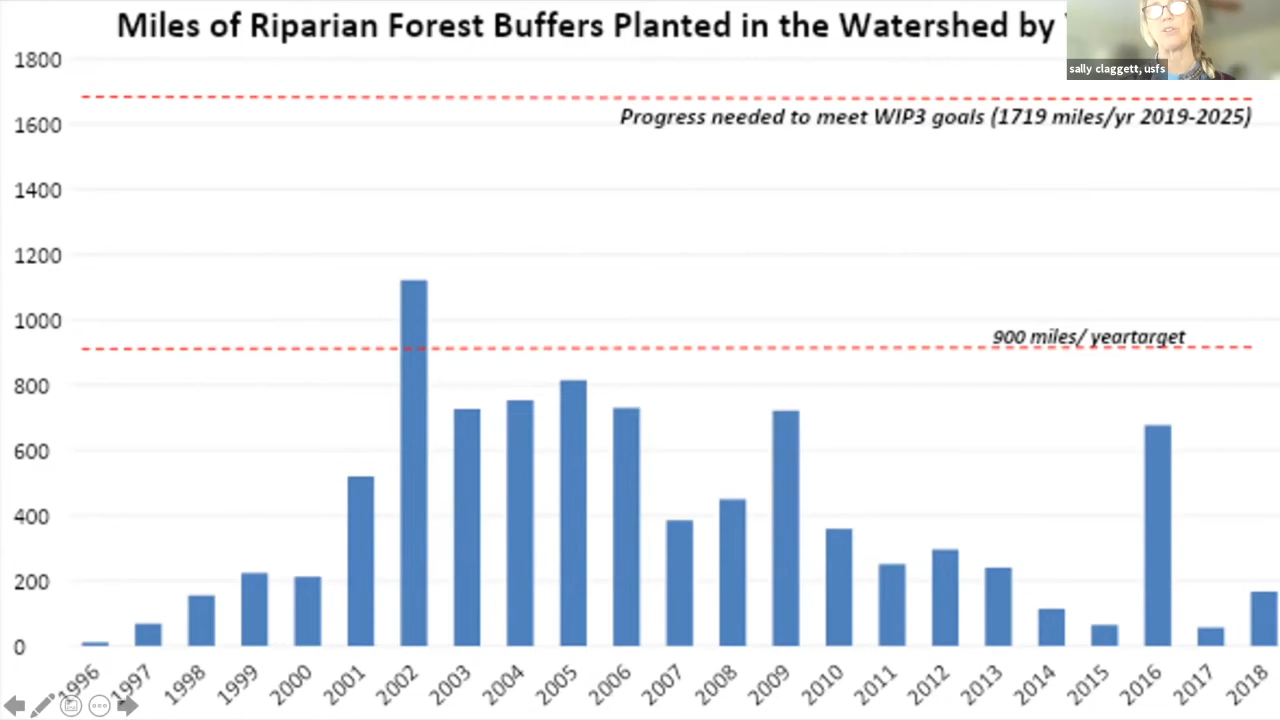 Miles of Riparian Forest Buffers Planted in the Watershed by
sally claggett, usfs
1800
Progress needed to meet WIP3 goals (1719 miles/yr 2019-2025)
1600
1400
1200
1000
900 miles/ yeartarget
800
600
400
200
0
1996 1997 1998 1999 2000 2001 2002 2003 2004 2005 2006 2007 2008 2009 2010 2011 2012 2013 2014 2015 2016 2017 2018